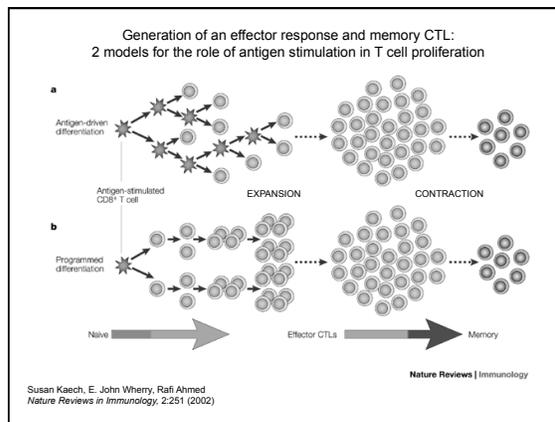 Generation of an effector response and memory CTL:
2 models for the role of antigen stimulation in T cell proliferation
a
Antigen-driven
differentiation
Antigen-stimulated
CD8+ T cell
EXPANSION
CONTRACTION
b
Programmed
differentiation
Naive
Effector CTLs
Memory
Nature Reviews | Immunology
Susan Kaech, E. John Wherry, Rafi Ahmed
Nature Reviews in Immunology, 2:251 (2002)